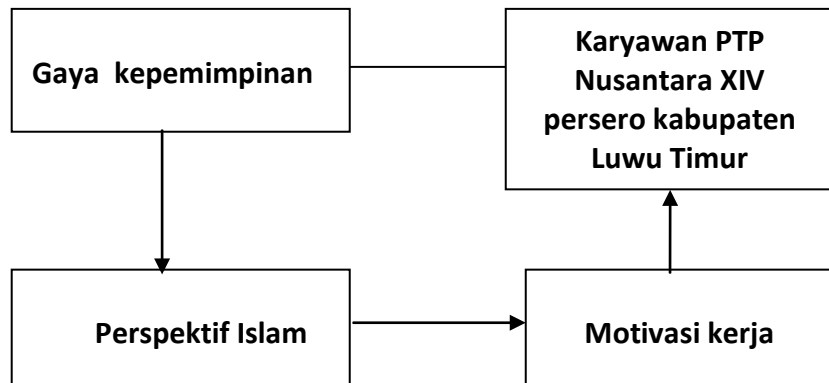 Gaya kepemimpinan
Karyawan PTP
Nusantara XIV
persero kabupaten
Luwu Timur
Perspektif Islam
Motivasi kerja